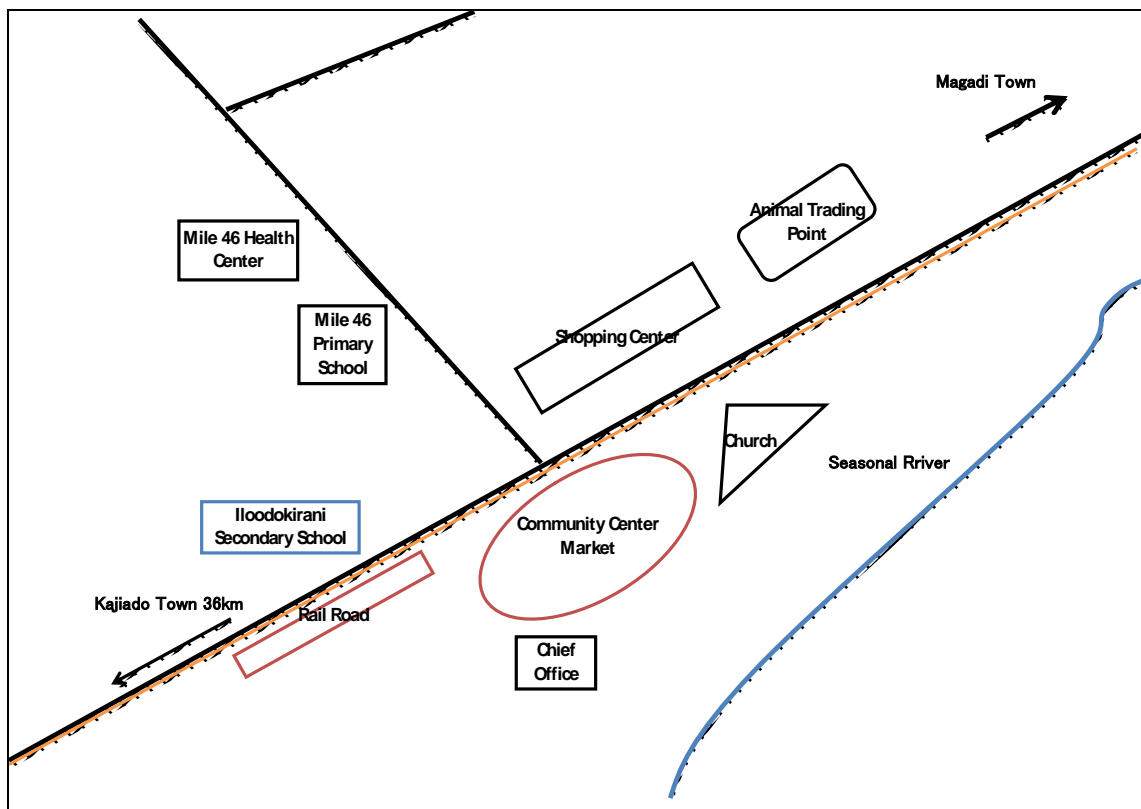 Magadi Town
Animal Trading
Point
Mile 46 Health
Center
Mile 46
Primary
School
Shopping Center
Church
Seasonal Rriver
Iloodokirani
Secondary School
Community Center
Market
Kajiado Town 36km
Rail Road
Chief
Office